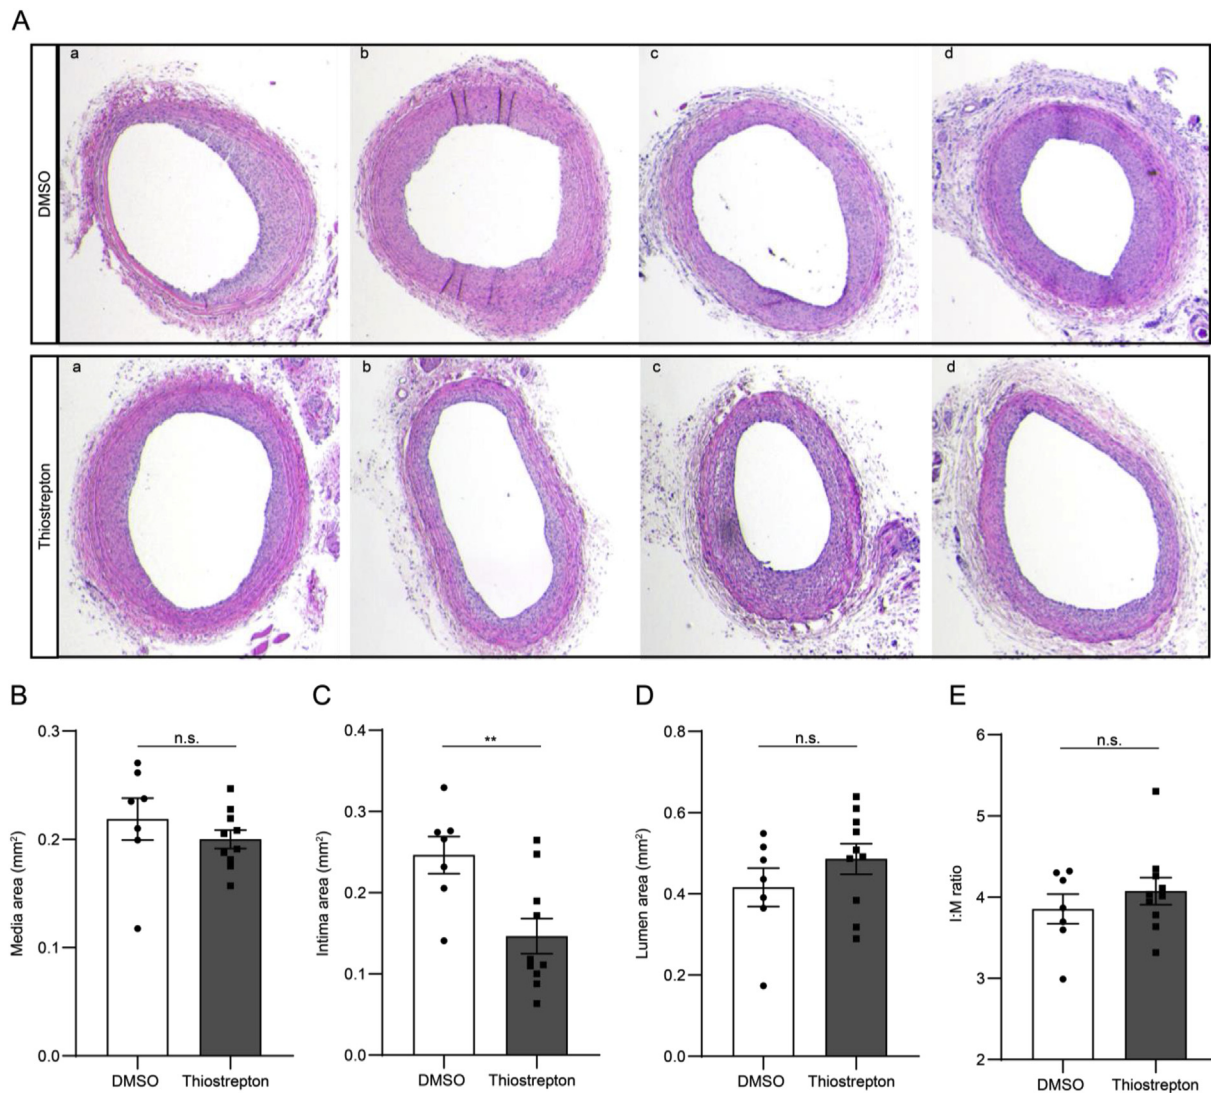 A
DMSO
a b c d
Thiostrepton
a b c d
B C D E
Media area (mm²)
0.3
0.2
0.1
0.0
n.s.
DMSO Thiostrepton
Intima area (mm²)
0.4
0.3
0.2
0.1
0.0
**
DMSO Thiostrepton
Lumen area (mm²)
0.8
0.6
0.4
0.2
0.0
n.s.
DMSO Thiostrepton
I:M ratio
6
5
4
3
2
n.s.
DMSO Thiostrepton